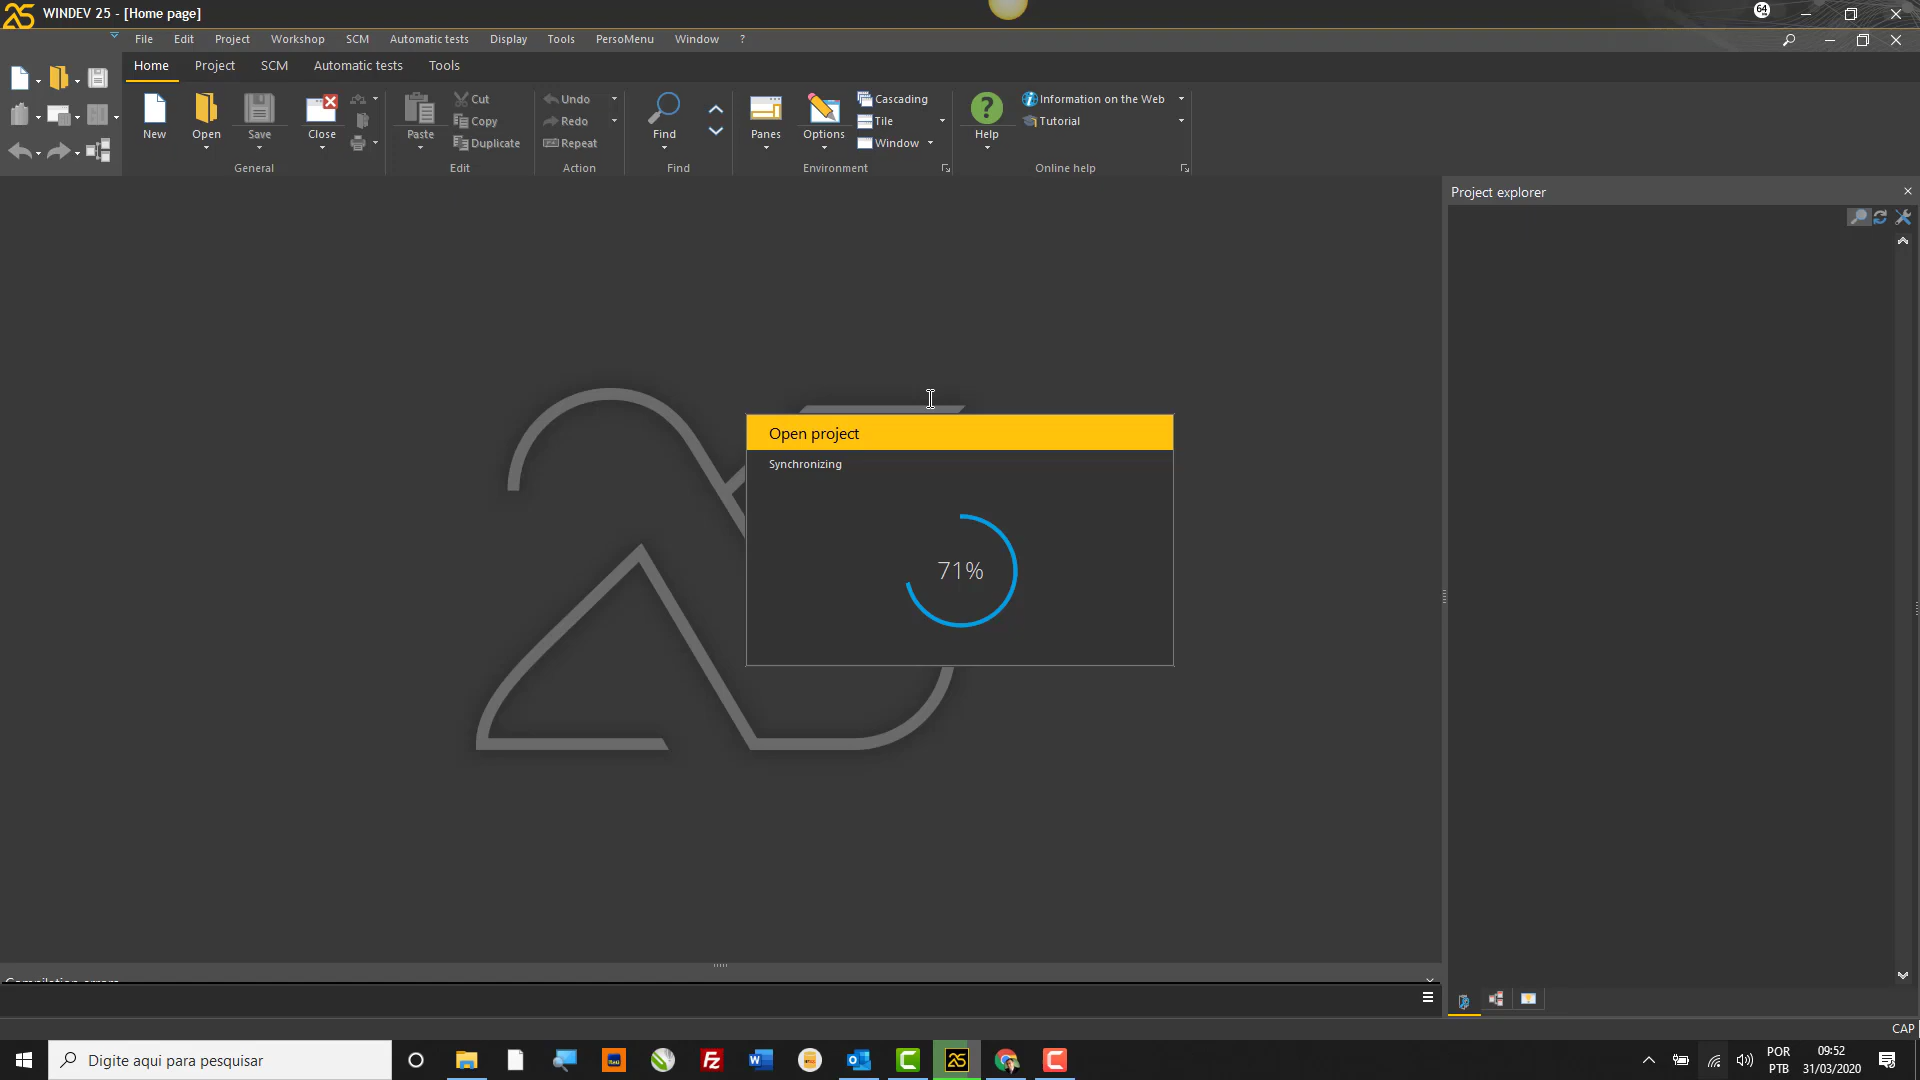 WINDEV 25 - [Home page]
64
File Edit Project Workshop SCM Automatic tests Display Tools PersoMenu Window ?
Home Project SCM Automatic tests Tools
New
Open
Save
Close
General
Paste
Cut
Copy
Duplicate
Edit
Undo
Redo
Repeat
Action
Find
Find
Panes
Options
Cascading
Tile
Window
Environment
Help
Information on the Web
Tutorial
Online help
Project explorer
Open project
Synchronizing
71%
Compilation errors
CAP
Digite aqui para pesquisar
POR
PTB
09:52
31/03/2020